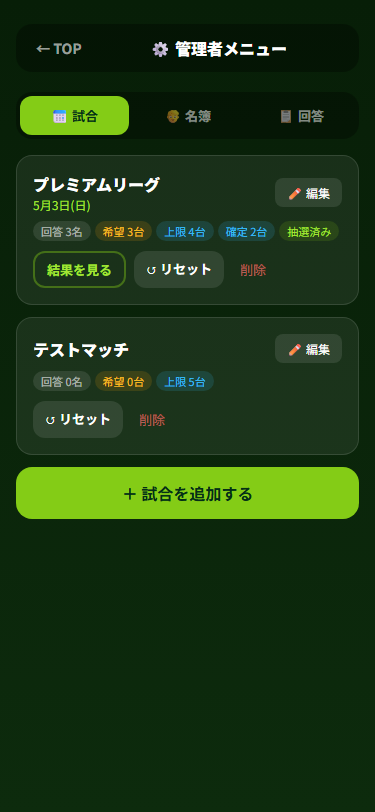 ← TOP ⚙️ 管理者メニュー
🗓️ 試合 名簿 回答
プレミアムリーグ
5月3日(日)
編集
回答 3名 希望 3台 上限 4台 確定 2台 抽選済み
結果を見る ↺ リセット 削除
テストマッチ
編集
回答 0名 希望 0台 上限 5台
↺ リセット 削除
＋ 試合を追加する